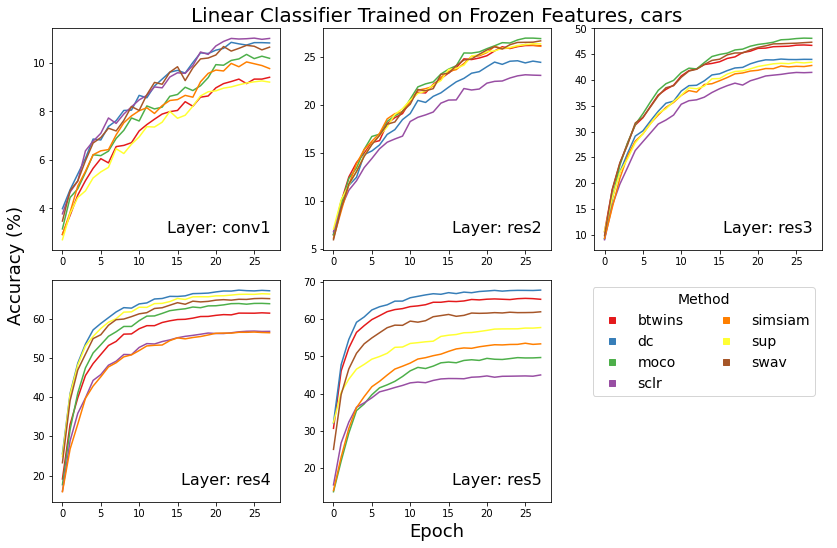 Linear Classifier Trained on Frozen Features, cars
Accuracy (%)
10
8
6
4
Layer: conv1
0 5 10 15 20 25
25
20
15
10
5
Layer: res2
0 5 10 15 20 25
50
45
40
35
30
25
20
15
10
Layer: res3
0 5 10 15 20 25
60
50
40
30
20
Layer: res4
0 5 10 15 20 25
70
60
50
40
30
20
Layer: res5
0 5 10 15 20 25
Epoch
Method
btwins simsiam
dc sup
moco swav
sclr